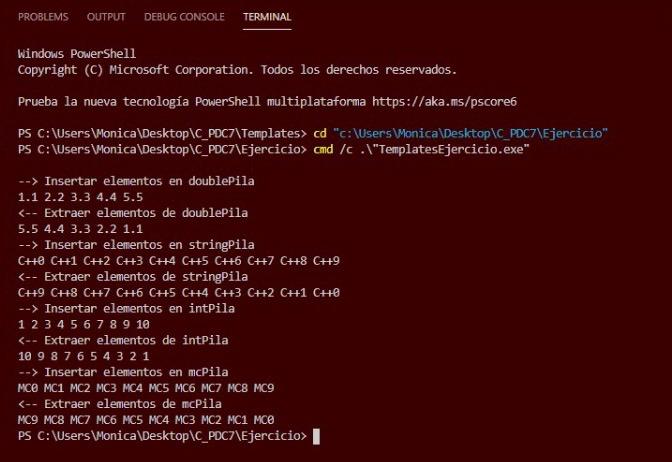 PROBLEMS OUTPUT DEBUG CONSOLE TERMINAL
Windows PowerShell
Copyright (C) Microsoft Corporation. Todos los derechos reservados.
Prueba la nueva tecnología PowerShell multiplataforma https://aka.ms/pscore6
PS C:\Users\Monica\Desktop\C_PDC7\Templates> cd "c:\Users\Monica\Desktop\C_PDC7\Ejercicio"
PS C:\Users\Monica\Desktop\C_PDC7\Ejercicio> cmd /c .\"TemplatesEjercicio.exe"
--> Insertar elementos en doublePila
1.1 2.2 3.3 4.4 5.5
<-- Extraer elementos de doublePila
5.5 4.4 3.3 2.2 1.1
--> Insertar elementos en stringPila
C++0 C++1 C++2 C++3 C++4 C++5 C++6 C++7 C++8 C++9
<-- Extraer elementos de stringPila
C++9 C++8 C++7 C++6 C++5 C++4 C++3 C++2 C++1 C++0
--> Insertar elementos en intPila
1 2 3 4 5 6 7 8 9 10
<-- Extraer elementos de intPila
10 9 8 7 6 5 4 3 2 1
--> Insertar elementos en mcPila
MC0 MC1 MC2 MC3 MC4 MC5 MC6 MC7 MC8 MC9
<-- Extraer elementos de mcPila
MC9 MC8 MC7 MC6 MC5 MC4 MC3 MC2 MC1 MC0
PS C:\Users\Monica\Desktop\C_PDC7\Ejercicio>